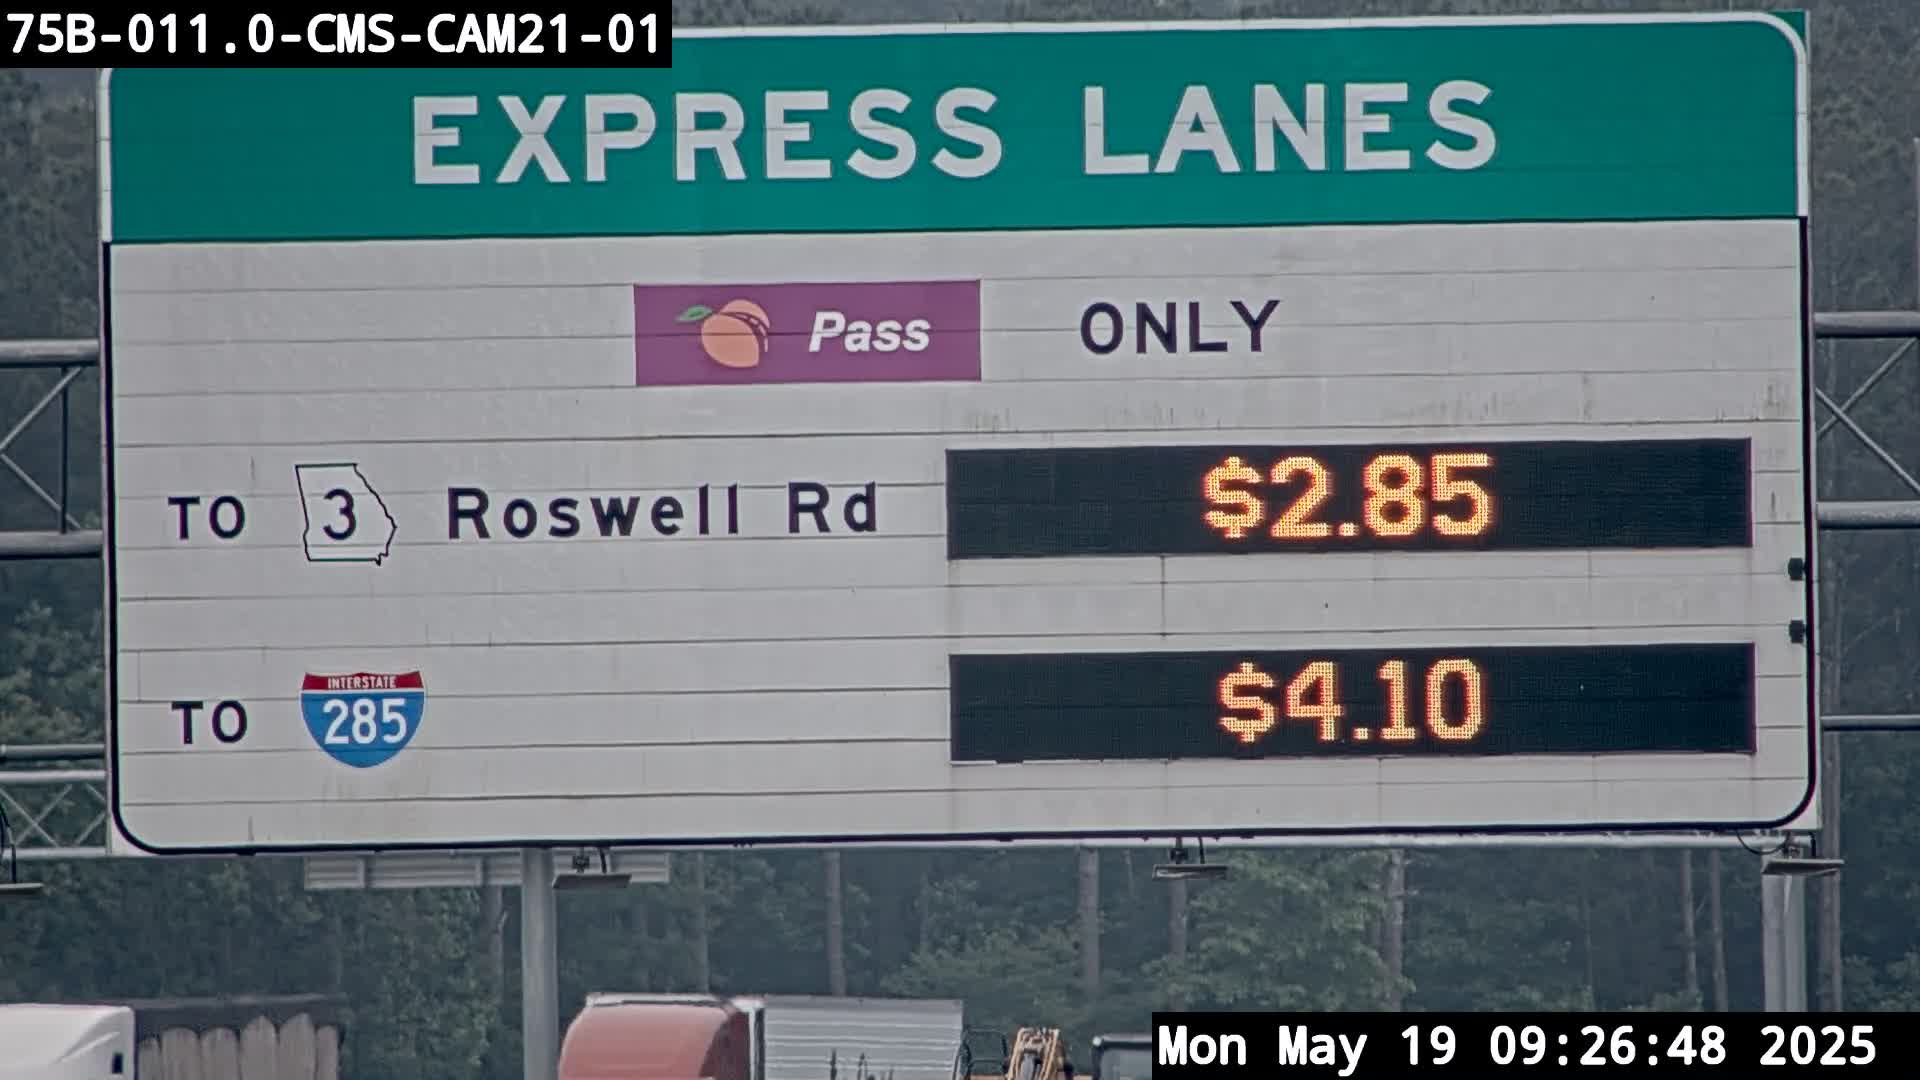 75B-011.0-CMS-CAM21-01
EXPRESS LANES
Pass ONLY
TO 3 Roswell Rd $2.85
INTERSTATE
TO 285 $4.10
Mon May 19 09:26:48 2025